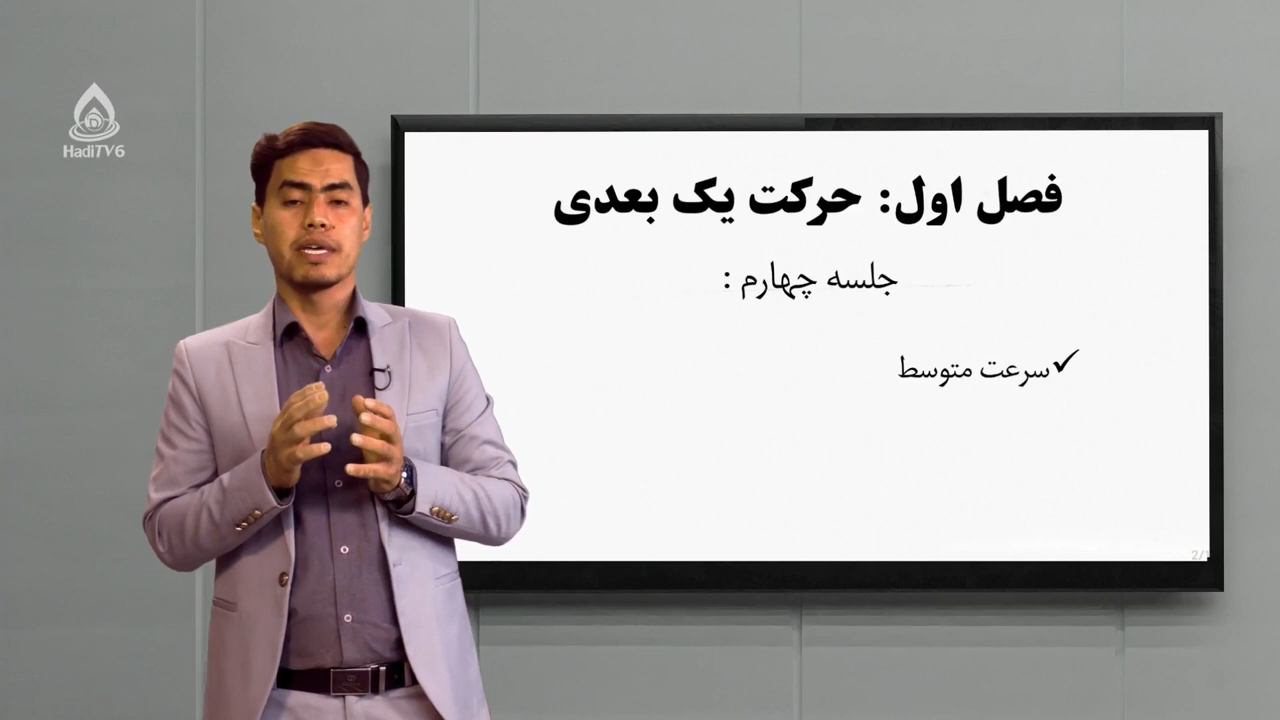 HadiTV6
فصل اول: حرکت یک بعدی
جلسه چهارم :
✓سرعت متوسط